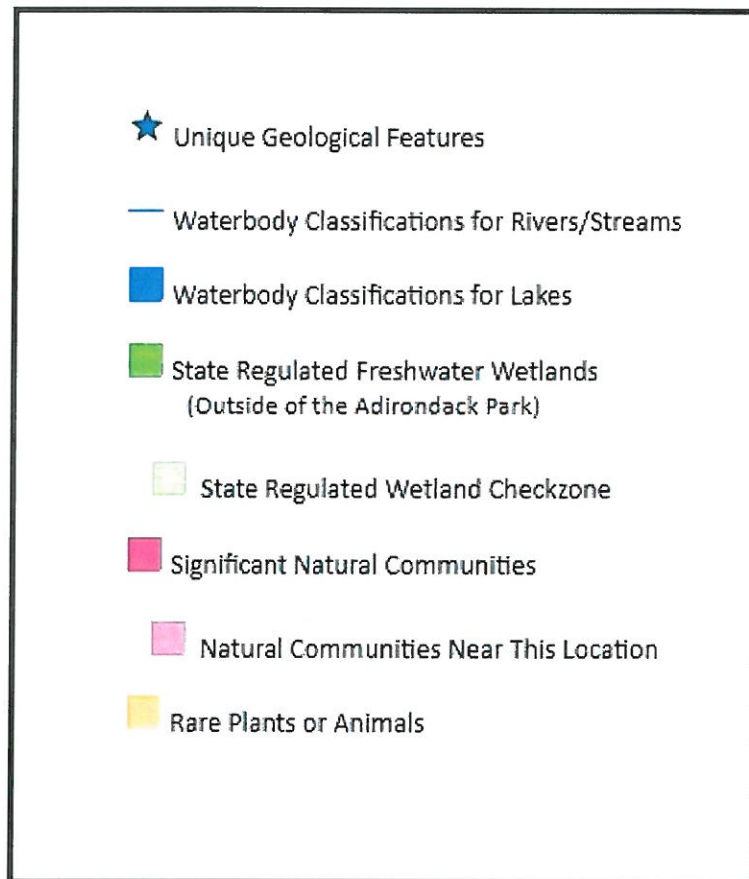 Unique Geological Features
Waterbody Classifications for Rivers/Streams
Waterbody Classifications for Lakes
State Regulated Freshwater Wetlands
(Outside of the Adirondack Park)
State Regulated Wetland Checkzone
Significant Natural Communities
Natural Communities Near This Location
Rare Plants or Animals